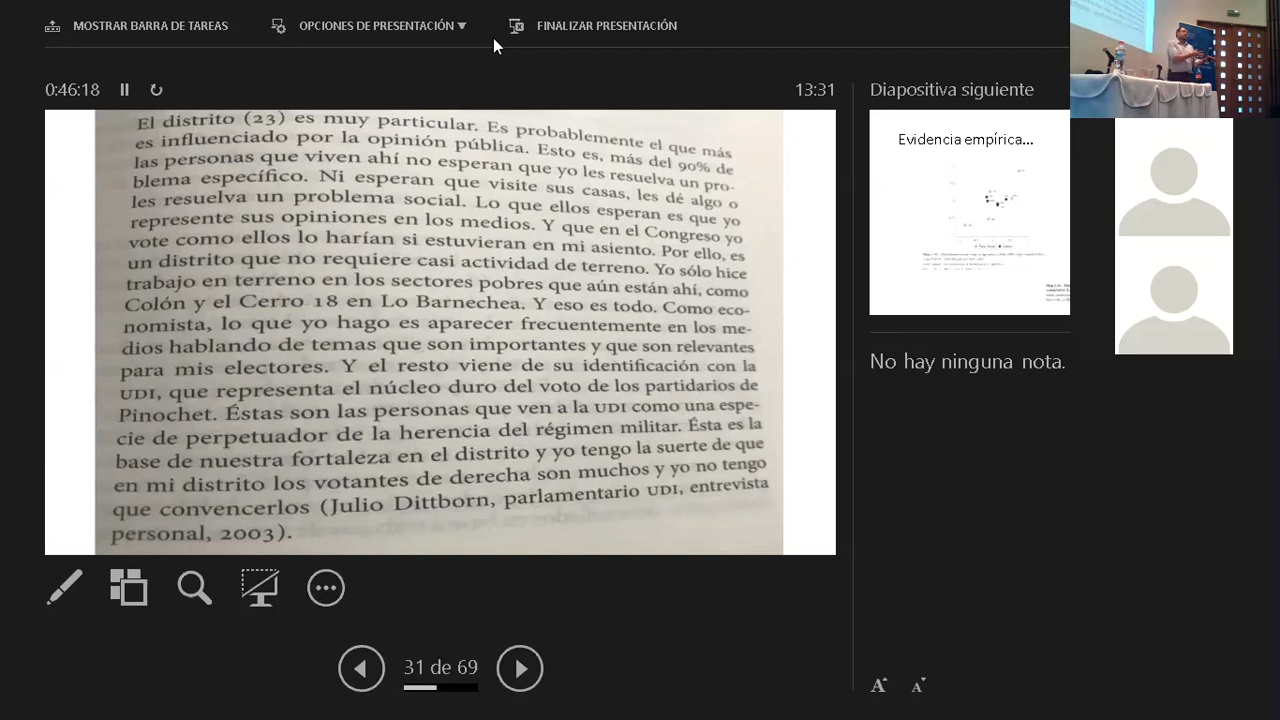 MOSTRAR BARRA DE TAREAS
OPCIONES DE PRESENTACIÓN
FINALIZAR PRESENTACIÓN
0:46:18
13:31
El distrito (23) es muy particular. Es probablemente el que más
es influenciado por la opinión pública. Esto es, más del 90% de
las personas que viven ahí no esperan que yo les resuelva un pro-
blema específico. Ni esperan que visite sus casas, les dé algo o
les resuelva un problema social. Lo que ellos esperan es que yo
represente sus opiniones en los medios. Y que en el Congreso yo
vote como ellos lo harían si estuvieran en mi asiento. Por ello, es
un distrito que no requiere casi actividad de terreno. Yo sólo hice
trabajo en terreno en los sectores pobres que aún están ahí, como
Colón y el Cerro 18 en Lo Barnechea. Y eso es todo. Como eco-
nomista, lo que yo hago es aparecer frecuentemente en los me-
dios hablando de temas que son importantes y que son relevantes
para mis electores. Y el resto viene de su identificación con la
UDI, que representa el núcleo duro del voto de los partidarios de
Pinochet. Éstas son las personas que ven a la UDI como una espe-
cie de perpetuador de la herencia del régimen militar. Ésta es la
base de nuestra fortaleza en el distrito y yo tengo la suerte de que
en mi distrito los votantes de derecha son muchos y yo no tengo
que convencerlos (Julio Dittborn, parlamentario UDI, entrevista
personal, 2003).
Diapositiva siguiente
Evidencia empírica...
No hay ninguna nota.
31 de 69
A A